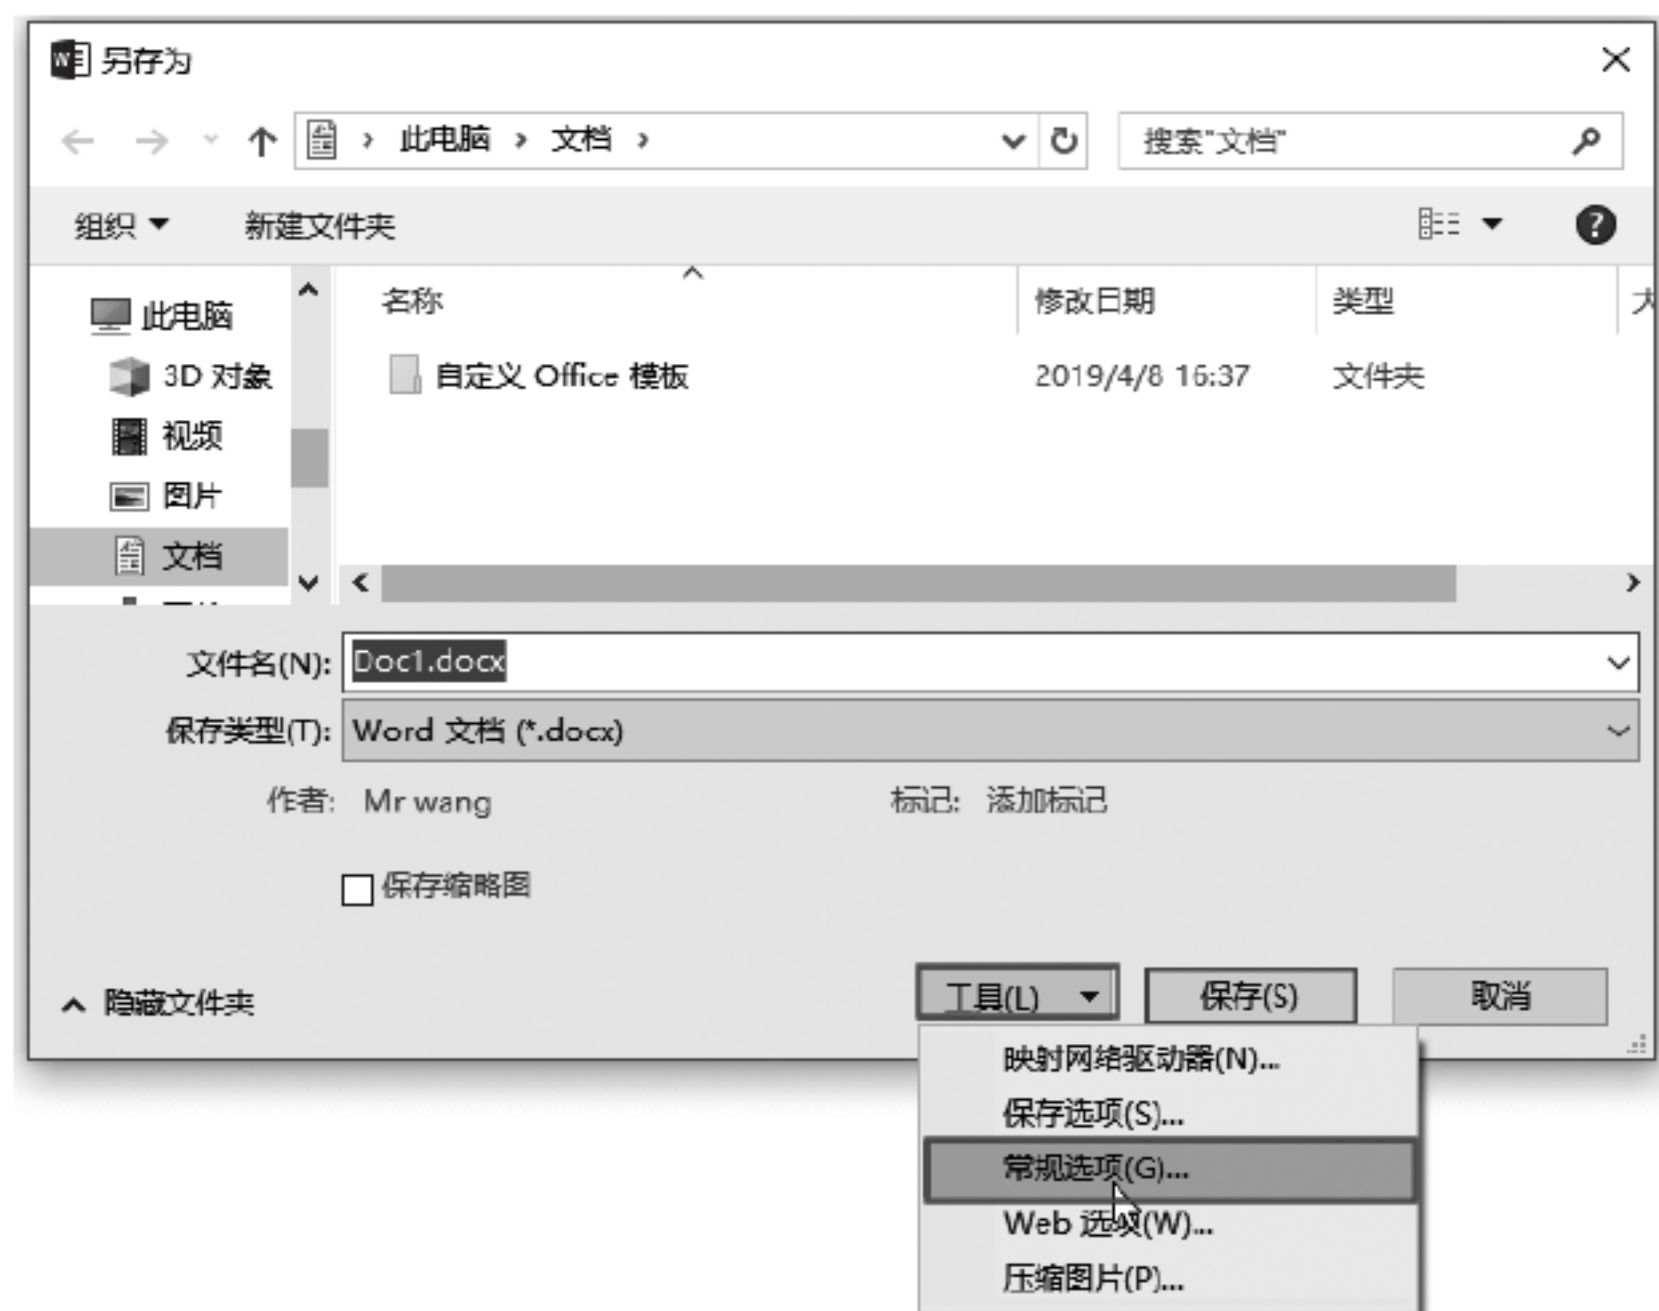 另存为
此电脑 › 文档 ›
搜索"文档"
组织 新建文件夹
此电脑
3D 对象
视频
图片
文档
名称 修改日期 类型 大
自定义 Office 模板 2019/4/8 16:37 文件夹
文件名(N): Doc1.docx
保存类型(T): Word 文档 (*.docx)
作者: Mr wang 标记: 添加标记
保存缩略图
隐藏文件夹 工具(L) 保存(S) 取消
映射网络驱动器(N)...
保存选项(S)...
常规选项(G)...
Web 选项(W)...
压缩图片(P)...